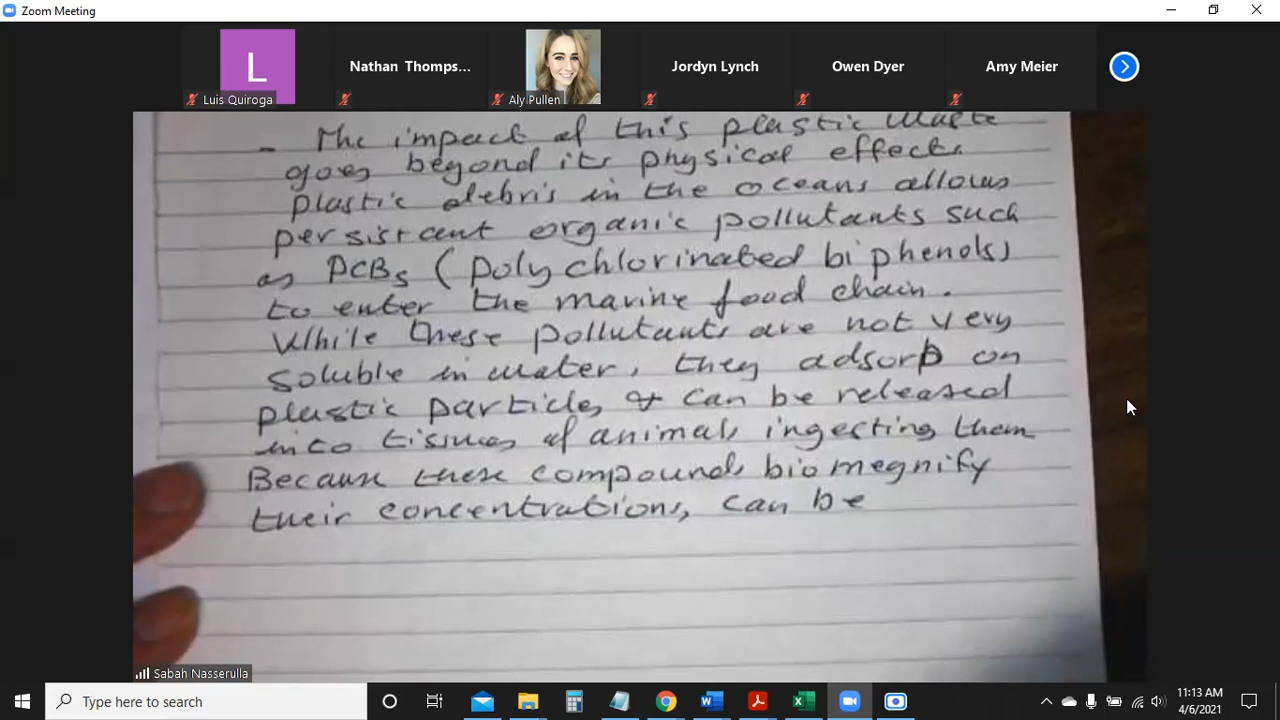 Zoom Meeting
L
Luis Quiroga
Nathan Thomps...
Aly Pullen
Jordyn Lynch
Owen Dyer
Amy Meier
- The impact of this plastic waste
goes beyond its physical effects.
plastic debris in the oceans allows
persistant organic pollutants such
as PCBs (polychlorinated biphenols)
to enter the marine food chain.
While these pollutants are not very
soluble in water, they adsorb on
plastic particles & can be released
into tissues of animals ingesting them
Because these compounds biomegnify
their concentrations, can be
Sabah Nasserulla
Type here to search
11:13 AM
4/6/2021